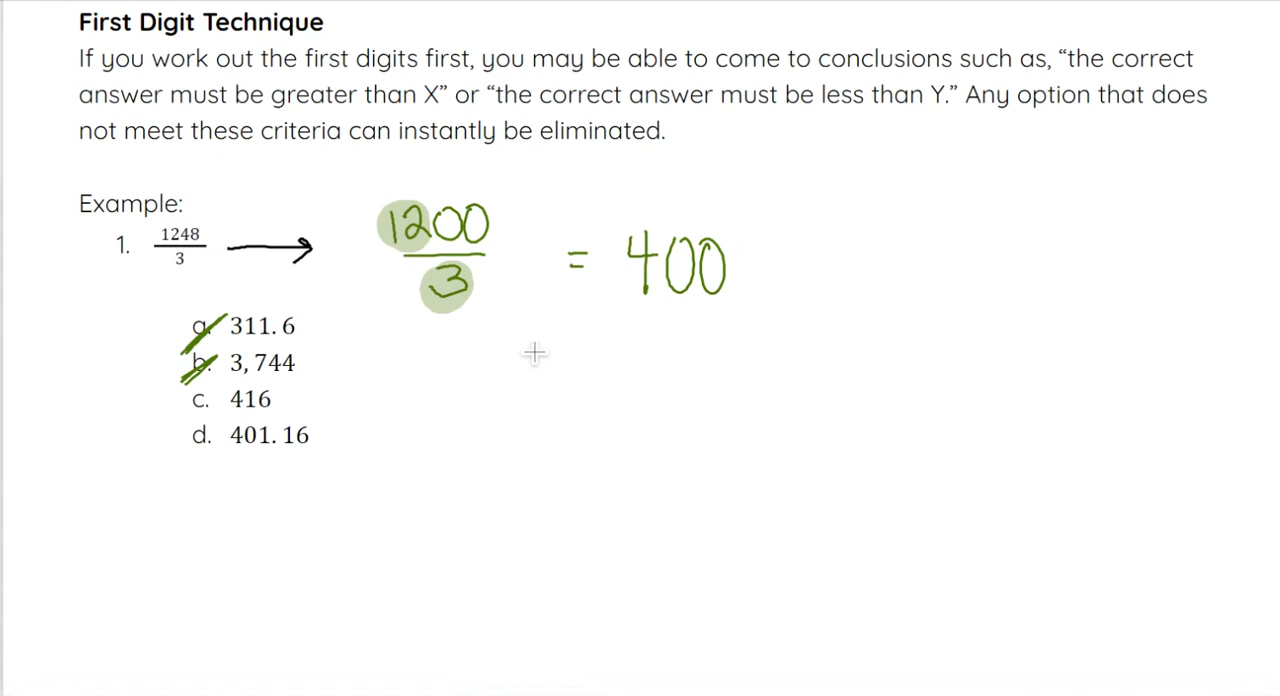 First Digit Technique
If you work out the first digits first, you may be able to come to conclusions such as, “the correct
answer must be greater than X” or “the correct answer must be less than Y.” Any option that does
not meet these criteria can instantly be eliminated.
Example:
1. 1248/3 → 1200/3 = 400
a. 311.6
b. 3,744
c. 416
d. 401.16